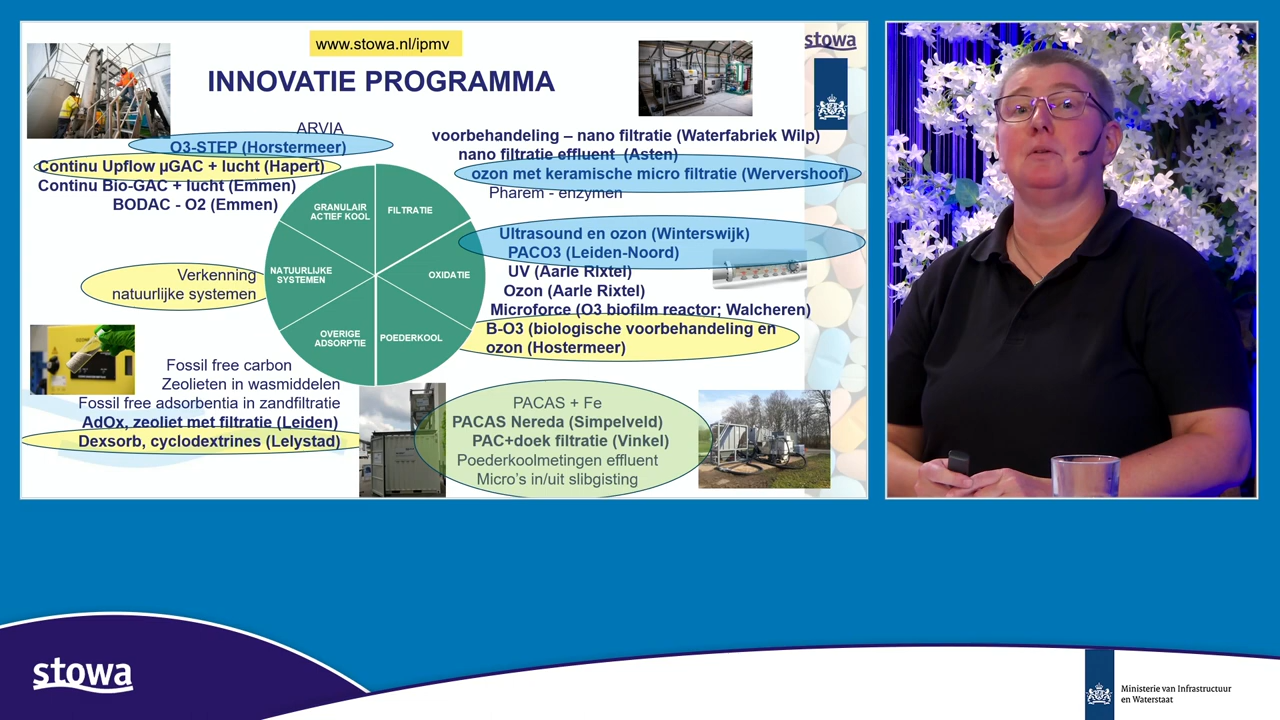 www.stowa.nl/ipmv
stowa
INNOVATIE PROGRAMMA
ARVIA
O3-STEP (Horstermeer)
Continu Upflow µGAC + lucht (Hapert)
Continu Bio-GAC + lucht (Emmen)
BODAC - O2 (Emmen)
voorbehandeling – nano filtratie (Waterfabriek Wilp)
nano filtratie effluent (Asten)
ozon met keramische micro filtratie (Wervershoof)
Pharem - enzymen
GRANULAIR
ACTIEF KOOL
FILTRATIE
NATUURLIJKE
SYSTEMEN
OXIDATIE
OVERIGE
ADSORPTIE
POEDERKOOL
Ultrasound en ozon (Winterswijk)
PACO3 (Leiden-Noord)
UV (Aarle Rixtel)
Ozon (Aarle Rixtel)
Microforce (O3 biofilm reactor; Walcheren)
B-O3 (biologische voorbehandeling en
ozon (Hostermeer)
Verkenning
natuurlijke systemen
Fossil free carbon
Zeolieten in wasmiddelen
Fossil free adsorbentia in zandfiltratie
AdOx, zeoliet met filtratie (Leiden)
Dexsorb, cyclodextrines (Lelystad)
PACAS + Fe
PACAS Nereda (Simpelveld)
PAC+doek filtratie (Vinkel)
Poederkoolmetingen effluent
Micro's in/uit slibgisting
stowa
Ministerie van Infrastructuur
en Waterstaat